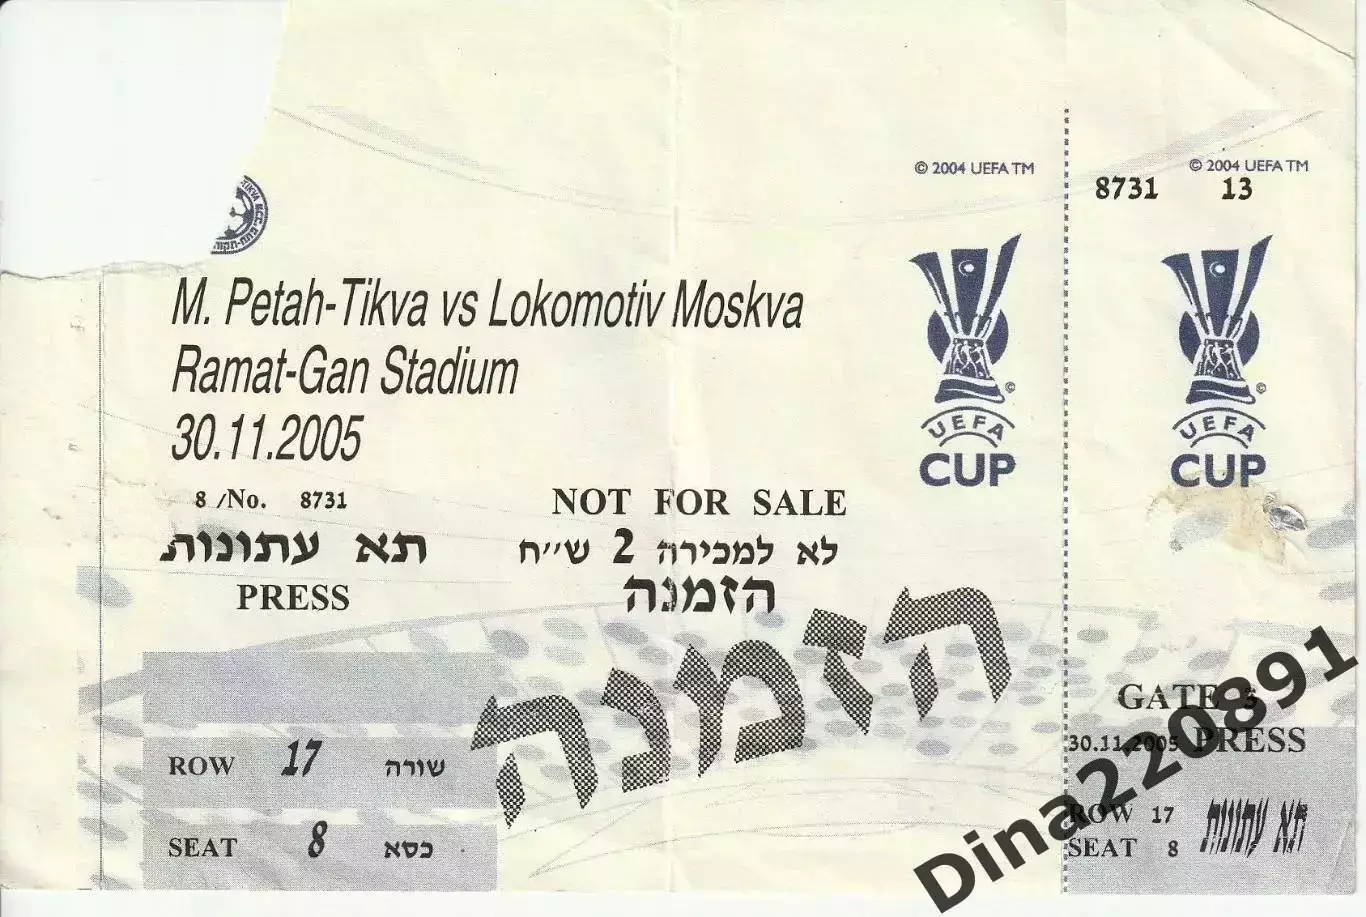 © 2004 UEFA TM
M. Petah-Tikva vs Lokomotiv Moskva
Ramat-Gan Stadium
30.11.2005
8 /No. 8731
תא עתונות
PRESS
NOT FOR SALE
לא למכירה 2 ש״ח
הזמנה
הזמנה
UEFA
CUP
ROW 17 שורה
SEAT 8 כסא
© 2004 UEFA TM
8731 13
UEFA
CUP
GATE
30.11.2005 PRESS
ROW 17
SEAT 8
תא עתונות
Dina220891